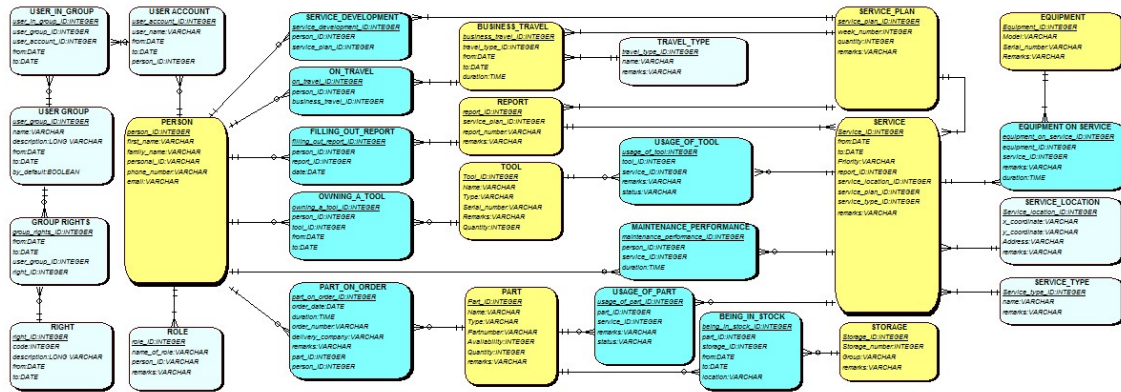 USER_IN_GROUP
user_in_group_ID:INTEGER
user_group_ID:INTEGER
user_account_ID:INTEGER
from:DATE
to:DATE
USER ACCOUNT
user_account_ID:INTEGER
user_name:VARCHAR
from:DATE
to:DATE
person_ID:INTEGER
USER GROUP
user_group_ID:INTEGER
name:VARCHAR
description:LONG VARCHAR
from:DATE
to:DATE
by_default:BOOLEAN
GROUP RIGHTS
group_rights_ID:INTEGER
from:DATE
to:DATE
user_group_ID:INTEGER
right_ID:INTEGER
RIGHT
right_ID:INTEGER
code:INTEGER
description:LONG VARCHAR
from:DATE
to:DATE
PERSON
person_ID:INTEGER
first_name:VARCHAR
family_name:VARCHAR
personal_ID:VARCHAR
phone_number:VARCHAR
email:VARCHAR
ROLE
role_ID:INTEGER
name_of_role:VARCHAR
person_ID:VARCHAR
remarks:VARCHAR
SERVICE_DEVELOPMENT
service_development_ID:INTEGER
person_ID:INTEGER
service_plan_ID:INTEGER
ON_TRAVEL
on_travel_ID:INTEGER
person_ID:INTEGER
business_travel_ID:INTEGER
FILLING_OUT_REPORT
filling_out_report_ID:INTEGER
person_ID:INTEGER
report_ID:INTEGER
date:DATE
OWNING_A_TOOL
owning_a_tool_ID:INTEGER
person_ID:INTEGER
tool_ID:INTEGER
from:DATE
to:DATE
PART_ON_ORDER
part_on_order_ID:INTEGER
order_date:DATE
duration:TIME
order_number:VARCHAR
delivery_company:VARCHAR
remarks:VARCHAR
part_ID:INTEGER
person_ID:INTEGER
BUSINESS_TRAVEL
business_travel_ID:INTEGER
travel_type_ID:INTEGER
from:DATE
to:DATE
duration:TIME
TRAVEL_TYPE
travel_type_ID:INTEGER
name:VARCHAR
remarks:VARCHAR
REPORT
report_ID:INTEGER
service_plan_ID:INTEGER
report_number:VARCHAR
remarks:VARCHAR
TOOL
Tool_ID:INTEGER
Name:VARCHAR
Type:VARCHAR
Serial_number:VARCHAR
Remarks:VARCHAR
Quantity:INTEGER
USAGE_OF_TOOL
usage_of_tool:INTEGER
tool_ID:INTEGER
service_ID:INTEGER
remarks:VARCHAR
status:VARCHAR
MAINTENANCE_PERFORMANCE
maintenance_perfomance_ID:INTEGER
person_ID:INTEGER
service_ID:INTEGER
duration:TIME
PART
Part_ID:INTEGER
Name:VARCHAR
Type:VARCHAR
Partnumber:VARCHAR
Availability:INTEGER
Quantity:INTEGER
remarks:VARCHAR
USAGE_OF_PART
usage_of_part_ID:INTEGER
part_ID:INTEGER
service_ID:INTEGER
remarks:VARCHAR
status:VARCHAR
BEING_IN_STOCK
being_in_stock_ID:INTEGER
part_ID:INTEGER
storage_ID:INTEGER
from:DATE
to:DATE
location:VARCHAR
SERVICE_PLAN
service_plan_ID:INTEGER
week_number:INTEGER
quantity:INTEGER
remarks:VARCHAR
SERVICE
Service_ID:INTEGER
from:DATE
to:DATE
Priority:VARCHAR
report_ID:INTEGER
service_location_ID:INTEGER
service_plan_ID:INTEGER
service_type_ID:INTEGER
remarks:VARCHAR
STORAGE
Storage_ID:INTEGER
Storage_number:INTEGER
Group:VARCHAR
remarks:VARCHAR
EQUIPMENT
Equipment_ID:INTEGER
Model:VARCHAR
Serial_number:VARCHAR
Remarks:VARCHAR
EQUIPMENT ON SERVICE
equipment_on_service_ID:INTEGER
equipment_ID:INTEGER
service_ID:INTEGER
remarks:VARCHAR
duration:TIME
SERVICE_LOCATION
Service_location_ID:INTEGER
x_coordinate:VARCHAR
y_coordinate:VARCHAR
Address:VARCHAR
remarks:VARCHAR
SERVICE_TYPE
Service_type_ID:INTEGER
name:VARCHAR
remarks:VARCHAR